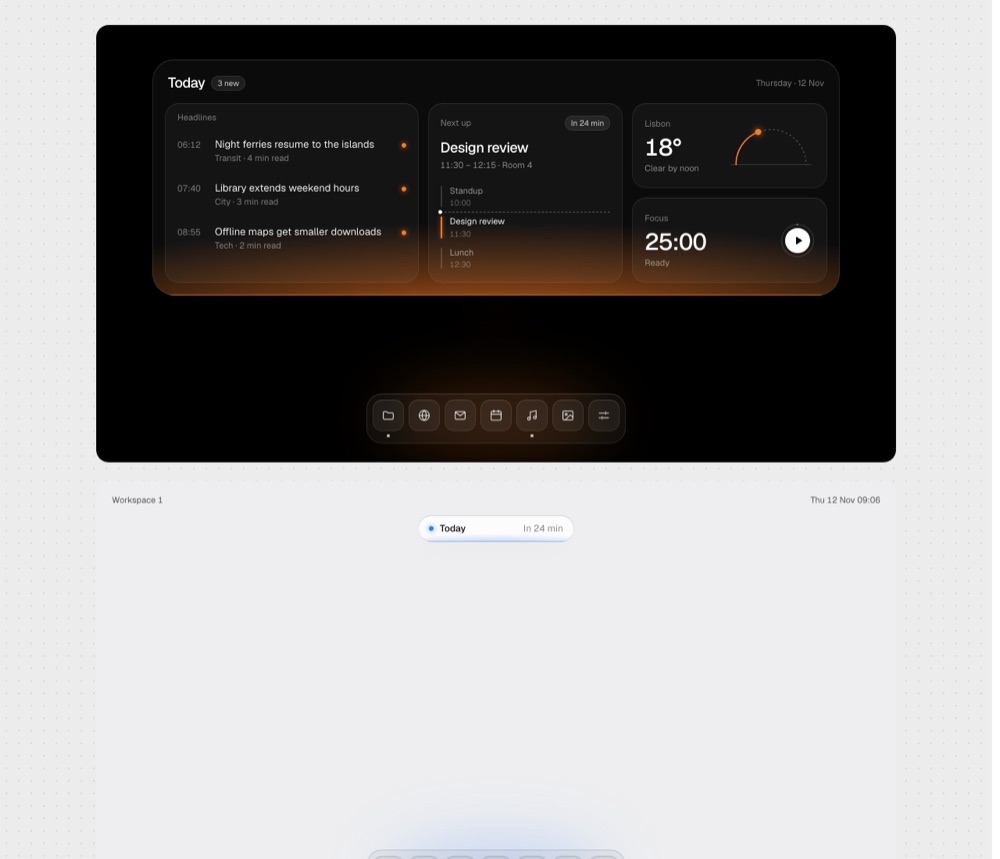 Today 3 new Thursday · 12 Nov
Headlines
06:12 Night ferries resume to the islands
Transit · 4 min read
07:40 Library extends weekend hours
City · 3 min read
08:55 Offline maps get smaller downloads
Tech · 2 min read
Next up In 24 min
Design review
11:30 – 12:15 · Room 4
Standup
10:00
Design review
11:30
Lunch
12:30
Lisbon
18°
Clear by noon
Focus
25:00
Ready
Workspace 1 Thu 12 Nov 09:06
Today In 24 min